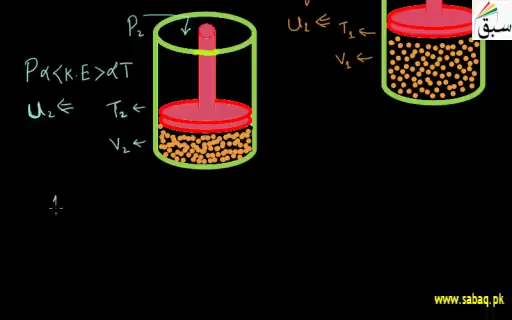 P₂
U₁ ⇐ T₁ ←
سبق
V₁ ←
P α <K.E> α T
U₂ ⇐ T₂ ←
V₂ ←
www.sabaq.pk